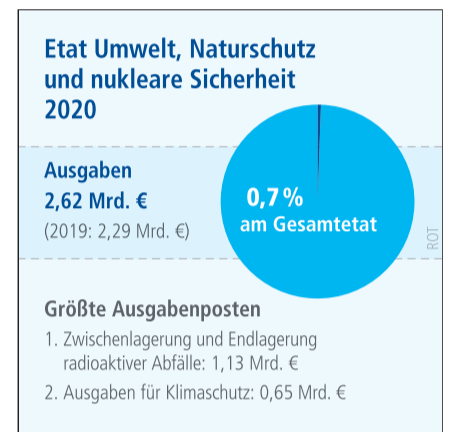 Etat Umwelt, Naturschutz
und nukleare Sicherheit
2020
Ausgaben
2,62 Mrd. €
(2019: 2,29 Mrd. €)
0,7 %
am Gesamtetat
ROT
Größte Ausgabenposten
1. Zwischenlagerung und Endlagerung
radioaktiver Abfälle: 1,13 Mrd. €
2. Ausgaben für Klimaschutz: 0,65 Mrd. €